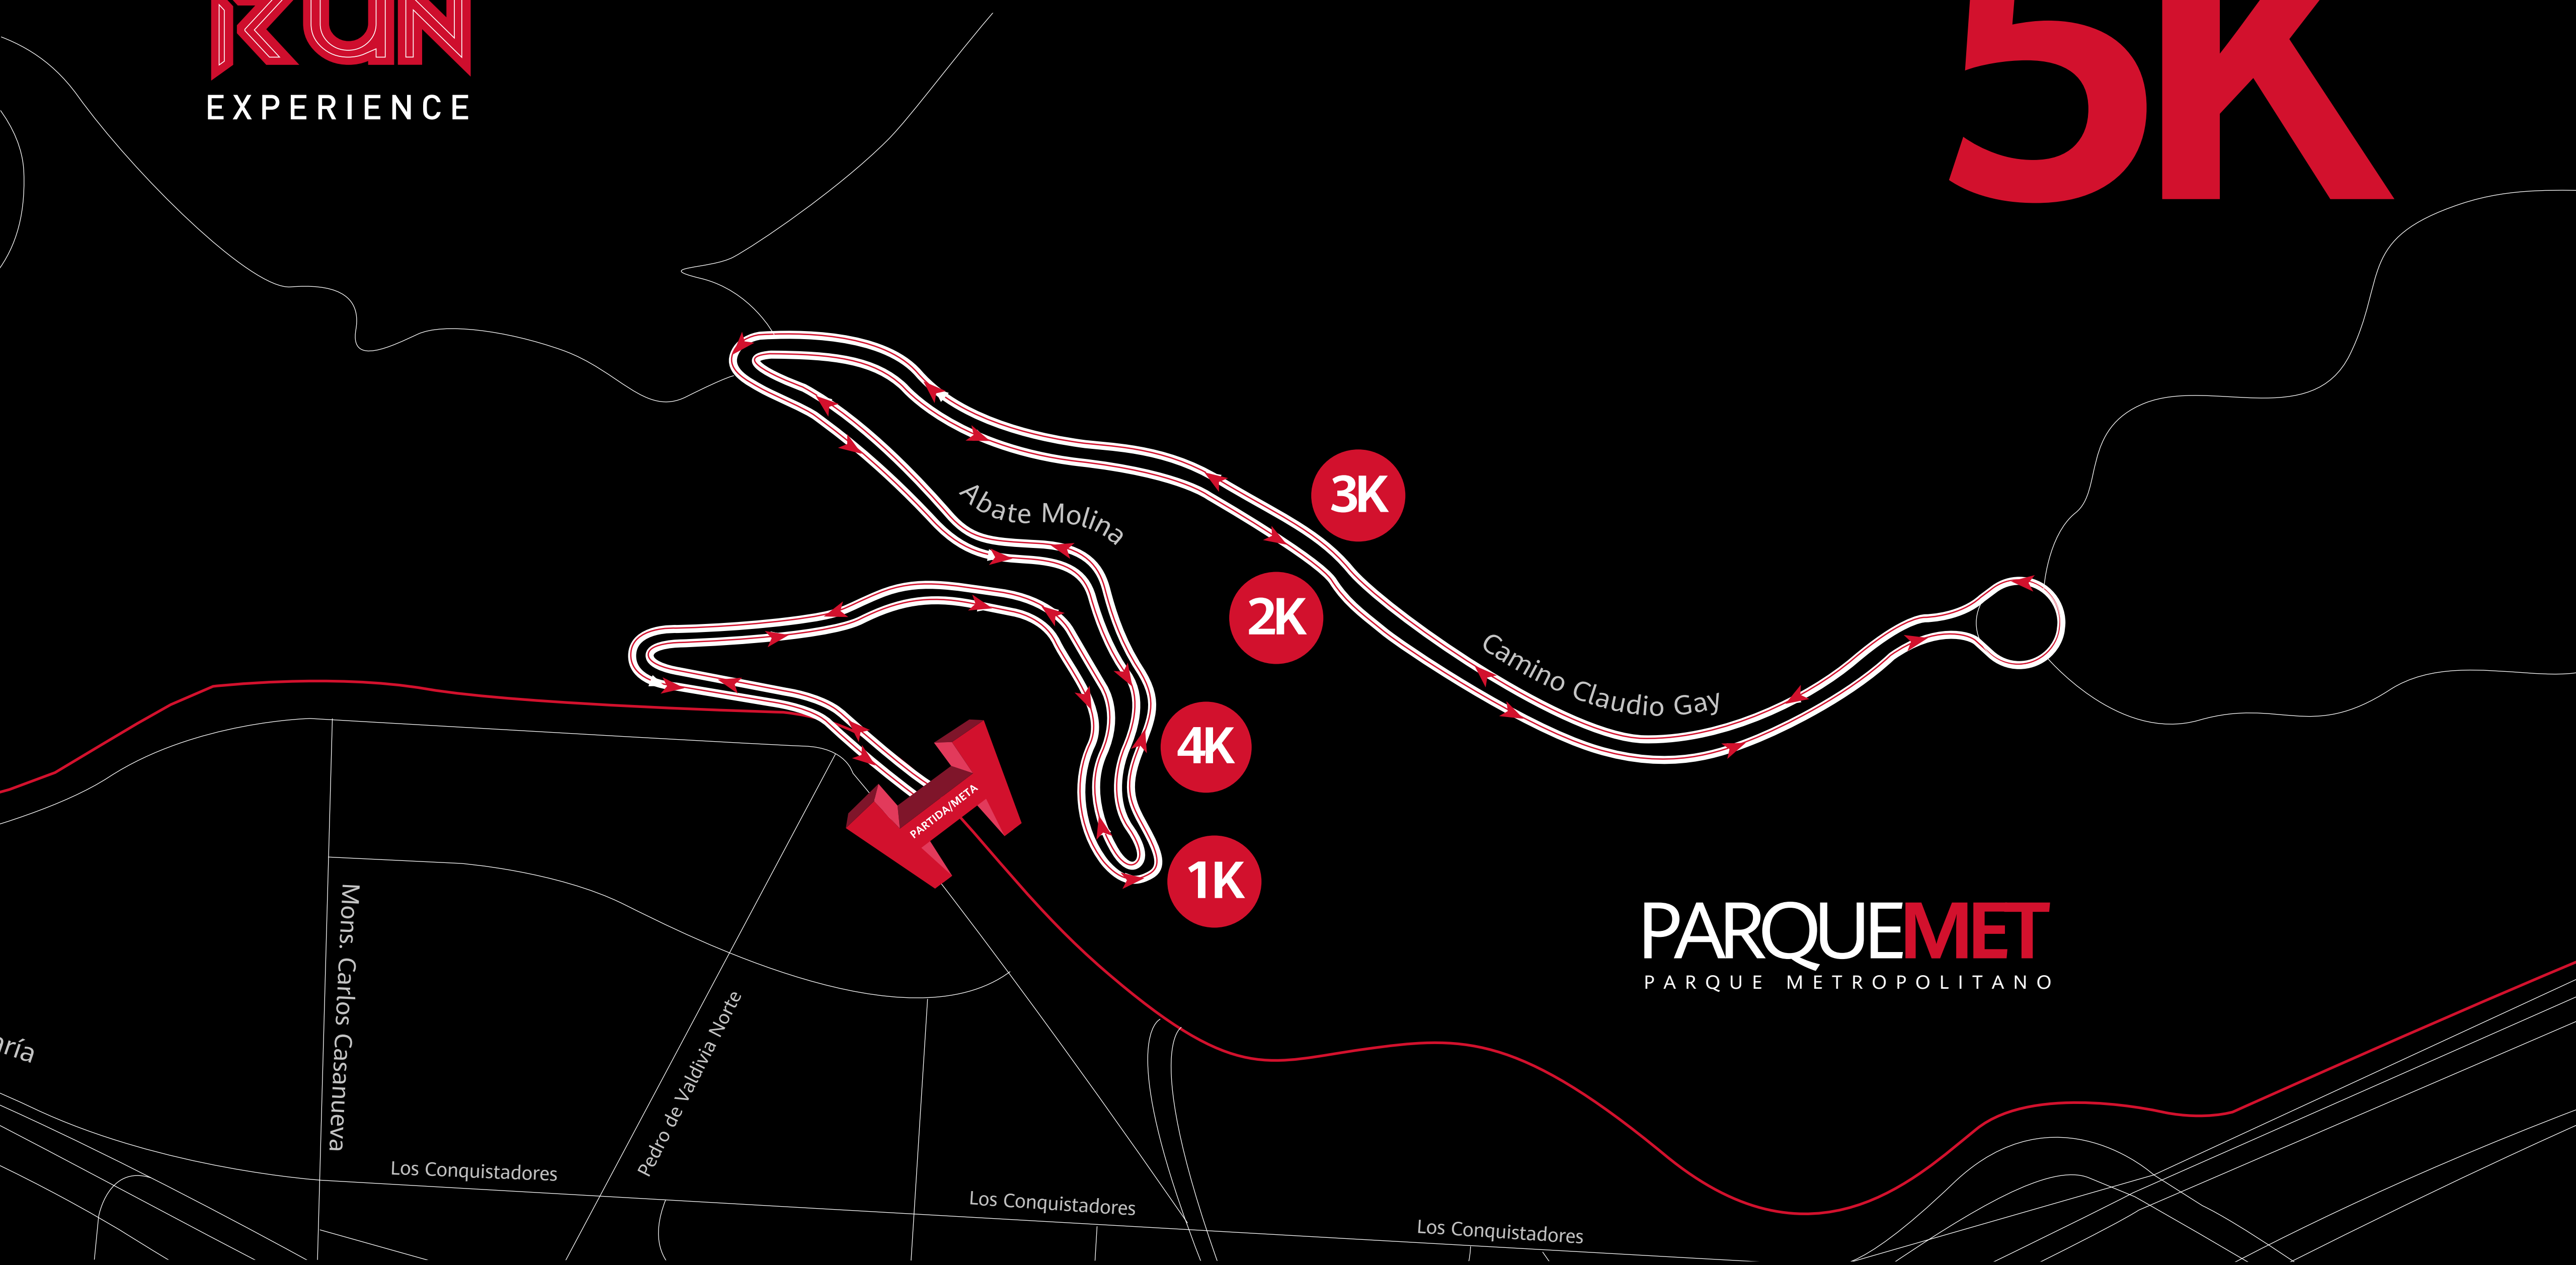 RUN
EXPERIENCE
5K
3K
Abate Molina
2K
Camino Claudio Gay
4K
PARTIDA/META
1K
PARQUEMET
PARQUE METROPOLITANO
Mons. Carlos Casanueva
Pedro de Valdivia Norte
Los Conquistadores
Los Conquistadores
Los Conquistadores